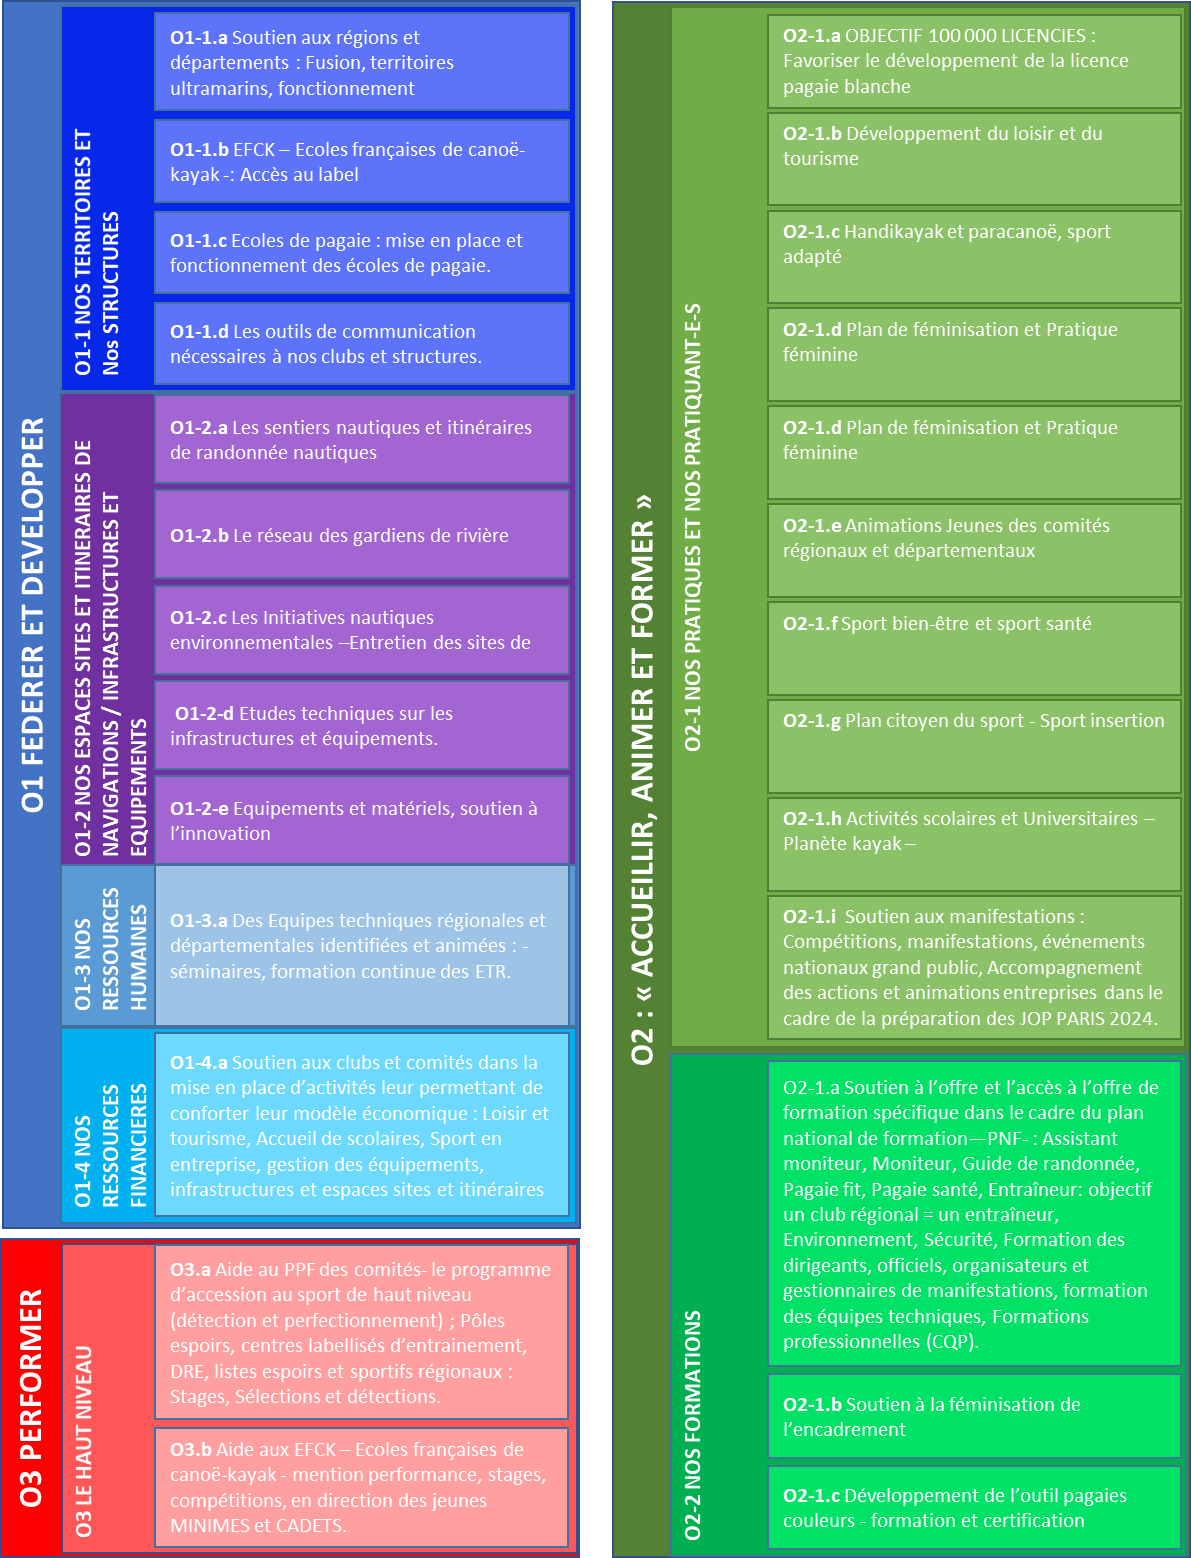 O1 FEDERER ET DEVELOPPER
O1-1 NOS TERRITOIRES ET
Nos STRUCTURES
O1-1.a Soutien aux régions et
départements : Fusion, territoires
ultramarins, fonctionnement
O1-1.b EFCK – Ecoles françaises de canoë-
kayak -: Accès au label
O1-1.c Ecoles de pagaie : mise en place et
fonctionnement des écoles de pagaie.
O1-1.d Les outils de communication
nécessaires à nos clubs et structures.
O1-2 NOS ESPACES SITES ET ITINERAIRES DE
NAVIGATIONS / INFRASTRUCTURES ET
EQUIPEMENTS
O1-2.a Les sentiers nautiques et itinéraires
de randonnée nautiques
O1-2.b Le réseau des gardiens de rivière
O1-2.c Les Initiatives nautiques
environnementales –Entretien des sites de
O1-2-d Etudes techniques sur les
infrastructures et équipements.
O1-2-e Equipements et matériels, soutien à
l’innovation
O1-3 NOS
RESSOURCES
HUMAINES
O1-3.a Des Equipes techniques régionales et
départementales identifiées et animées : -
séminaires, formation continue des ETR.
O1-4 NOS
RESSOURCES
FINANCIERES
O1-4.a Soutien aux clubs et comités dans la
mise en place d’activités leur permettant de
conforter leur modèle économique : Loisir et
tourisme, Accueil de scolaires, Sport en
entreprise, gestion des équipements,
infrastructures et espaces sites et itinéraires
O3 PERFORMER
O3 LE HAUT NIVEAU
O3.a Aide au PPF des comités- le programme
d’accession au sport de haut niveau
(détection et perfectionnement) ; Pôles
espoirs, centres labellisés d’entrainement,
DRE, listes espoirs et sportifs régionaux :
Stages, Sélections et détections.
O3.b Aide aux EFCK – Ecoles françaises de
canoë-kayak - mention performance, stages,
compétitions, en direction des jeunes
MINIMES et CADETS.
O2 : « ACCUEILLIR, ANIMER ET FORMER »
O2-1 NOS PRATIQUES ET NOS PRATIQUANT-E-S
O2-1.a OBJECTIF 100 000 LICENCIES :
Favoriser le développement de la licence
pagaie blanche
O2-1.b Développement du loisir et du
tourisme
O2-1.c Handikayak et paracanoë, sport
adapté
O2-1.d Plan de féminisation et Pratique
féminine
O2-1.d Plan de féminisation et Pratique
féminine
O2-1.e Animations Jeunes des comités
régionaux et départementaux
O2-1.f Sport bien-être et sport santé
O2-1.g Plan citoyen du sport - Sport insertion
O2-1.h Activités scolaires et Universitaires –
Planète kayak –
O2-1.i Soutien aux manifestations :
Compétitions, manifestations, événements
nationaux grand public, Accompagnement
des actions et animations entreprises dans le
cadre de la préparation des JOP PARIS 2024.
O2-2 NOS FORMATIONS
O2-1.a Soutien à l’offre et l’accès à l’offre de
formation spécifique dans le cadre du plan
national de formation—PNF- : Assistant
moniteur, Moniteur, Guide de randonnée,
Pagaie fit, Pagaie santé, Entraîneur: objectif
un club régional = un entraîneur,
Environnement, Sécurité, Formation des
dirigeants, officiels, organisateurs et
gestionnaires de manifestations, formation
des équipes techniques, Formations
professionnelles (CQP).
O2-1.b Soutien à la féminisation de
l’encadrement
O2-1.c Développement de l’outil pagaies
couleurs - formation et certification